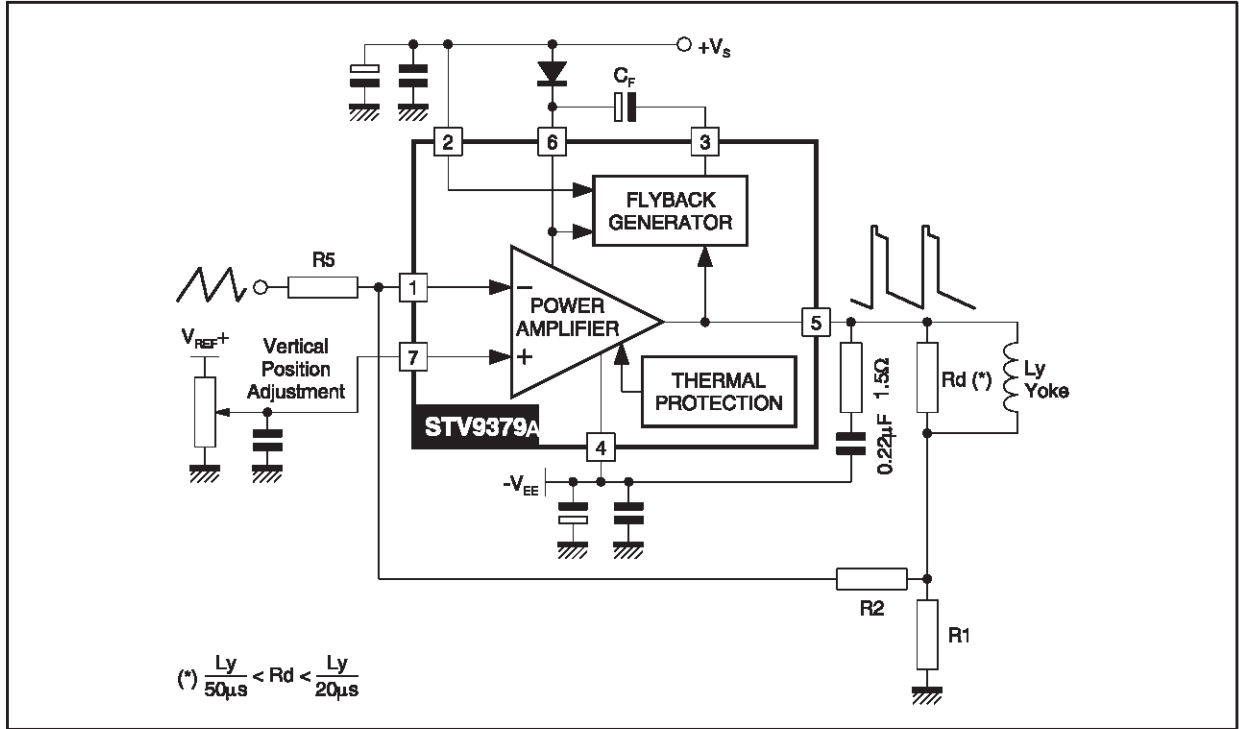 +Vs
CF
2
6
3
FLYBACK
GENERATOR
R5
1
−
POWER
AMPLIFIER
5
VREF+
Vertical
Position
Adjustment
7
+
THERMAL
PROTECTION
1.5Ω
0.22µF
Rd (*)
Ly
Yoke
STV9379A
4
-VEE
R2
R1
(*) Ly/50µs < Rd < Ly/20µs